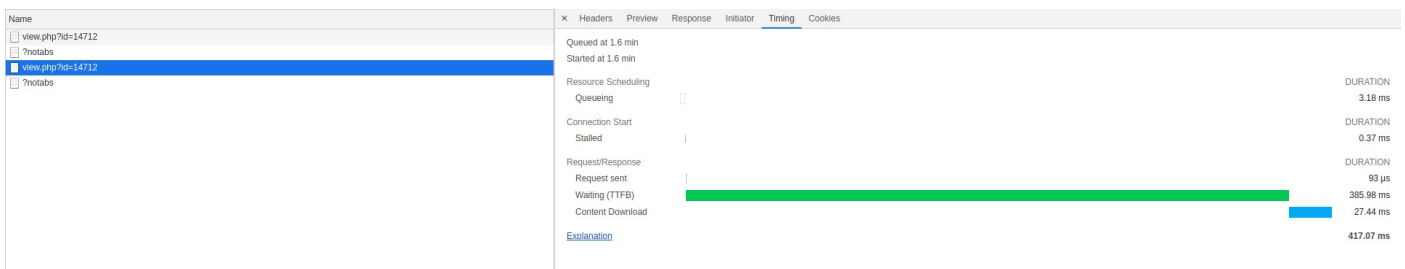 Name
view.php?id=14712
?notabs
view.php?id=14712
?notabs
× Headers Preview Response Initiator Timing Cookies
Queued at 1.6 min
Started at 1.6 min
Resource Scheduling DURATION
Queueing 3.18 ms
Connection Start DURATION
Stalled 0.37 ms
Request/Response DURATION
Request sent 93 μs
Waiting (TTFB) 385.98 ms
Content Download 27.44 ms
Explanation 417.07 ms